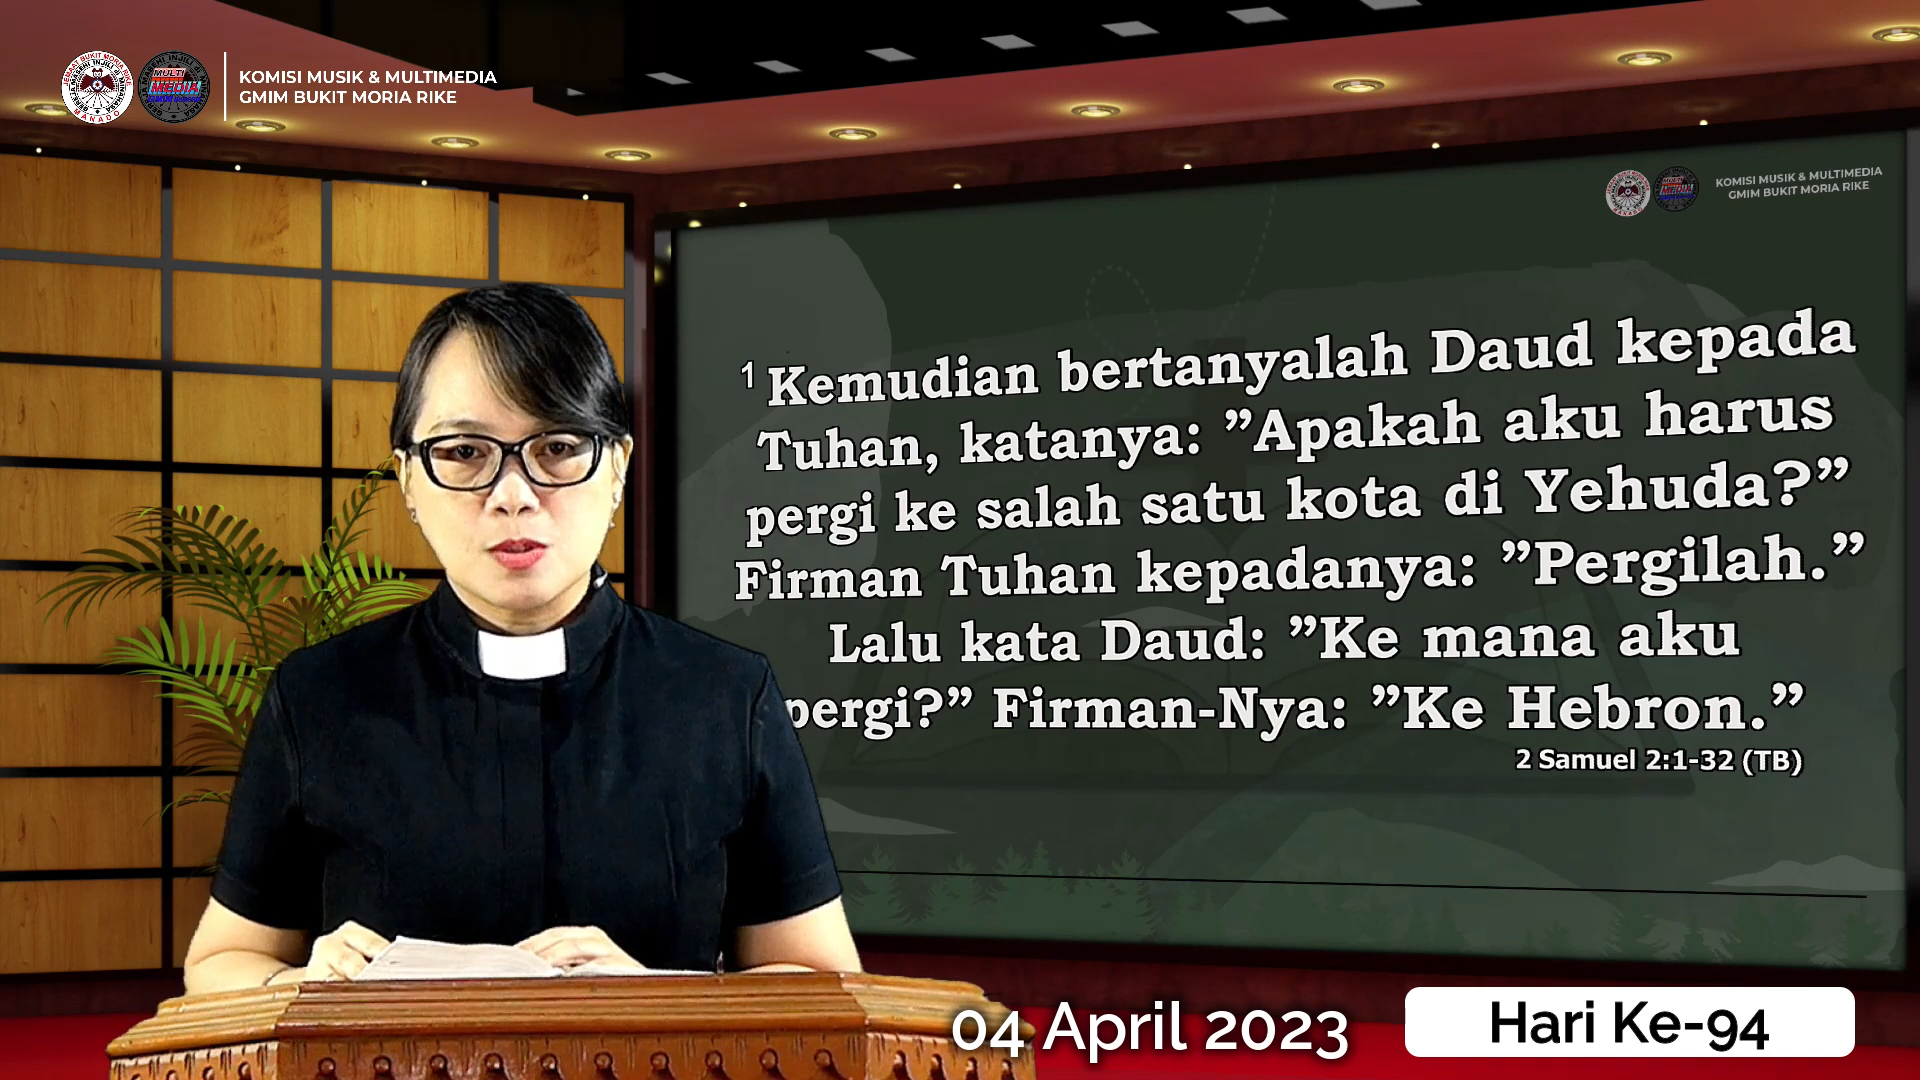 KOMISI MUSIK & MULTIMEDIA
GMIM BUKIT MORIA RIKE
MULTI
MEDIA
MANADO
KOMISI MUSIK & MULTIMEDIA
GMIM BUKIT MORIA RIKE
1 Kemudian bertanyalah Daud kepada
Tuhan, katanya: ”Apakah aku harus
pergi ke salah satu kota di Yehuda?”
Firman Tuhan kepadanya: ”Pergilah.”
Lalu kata Daud: ”Ke mana aku
pergi?” Firman-Nya: ”Ke Hebron.”
2 Samuel 2:1-32 (TB)
04 April 2023
Hari Ke-94